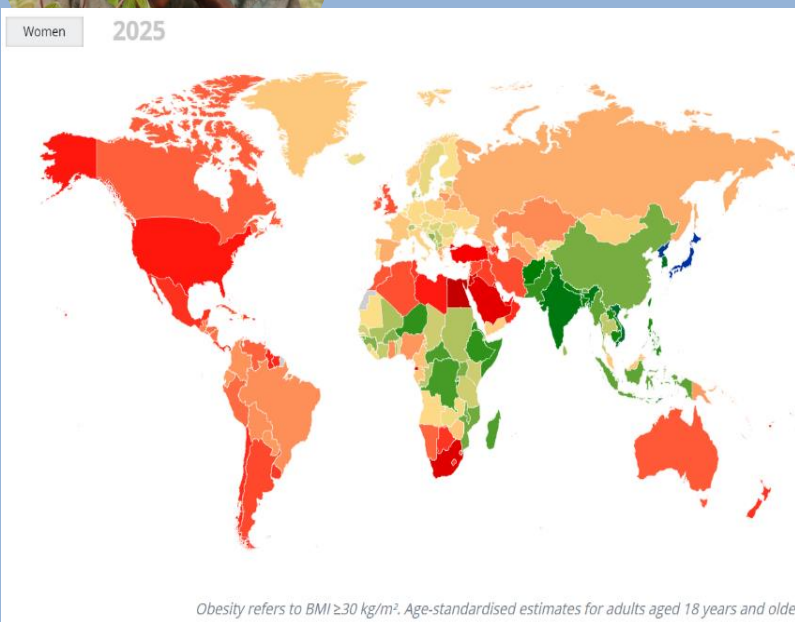 Women
2025
Obesity refers to BMI ≥30 kg/m². Age-standardised estimates for adults aged 18 years and olde